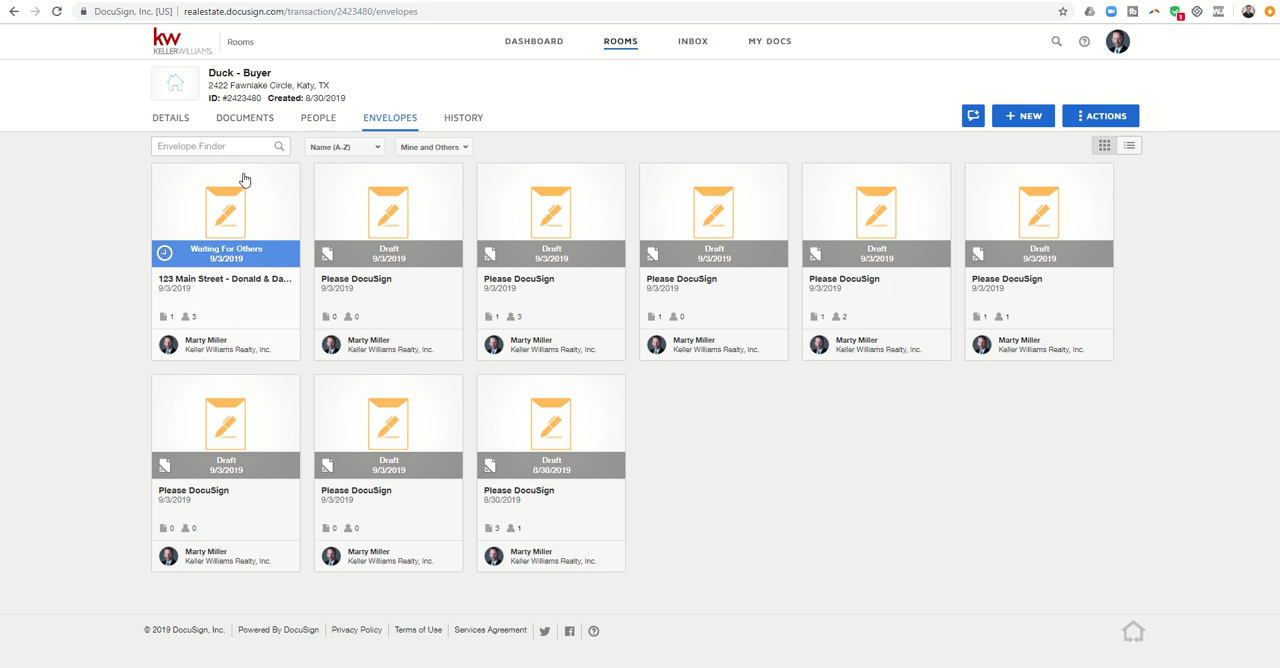 DocuSign, Inc. [US] | realestate.docusign.com/transaction/2423480/envelopes
1
kw
KELLERWILLIAMS.
Rooms
DASHBOARD ROOMS INBOX MY DOCS
Duck - Buyer
2422 Fawnlake Circle, Katy, TX
ID: #2423480 Created: 8/30/2019
DETAILS DOCUMENTS PEOPLE ENVELOPES HISTORY
+ NEW ACTIONS
Envelope Finder Name (A-Z) Mine and Others
Waiting For Others
9/3/2019
123 Main Street - Donald & Da...
9/3/2019
1 3
Marty Miller
Keller Williams Realty, Inc.
Draft
9/3/2019
Please DocuSign
9/3/2019
0 0
Marty Miller
Keller Williams Realty, Inc.
Draft
9/3/2019
Please DocuSign
9/3/2019
1 3
Marty Miller
Keller Williams Realty, Inc.
Draft
9/3/2019
Please DocuSign
9/3/2019
1 0
Marty Miller
Keller Williams Realty, Inc.
Draft
9/3/2019
Please DocuSign
9/3/2019
1 2
Marty Miller
Keller Williams Realty, Inc.
Draft
9/3/2019
Please DocuSign
9/3/2019
1 1
Marty Miller
Keller Williams Realty, Inc.
Draft
9/3/2019
Please DocuSign
9/3/2019
0 0
Marty Miller
Keller Williams Realty, Inc.
Draft
9/3/2019
Please DocuSign
9/3/2019
0 0
Marty Miller
Keller Williams Realty, Inc.
Draft
8/30/2019
Please DocuSign
8/30/2019
3 1
Marty Miller
Keller Williams Realty, Inc.
© 2019 DocuSign, Inc. | Powered By DocuSign | Privacy Policy | Terms of Use | Services Agreement